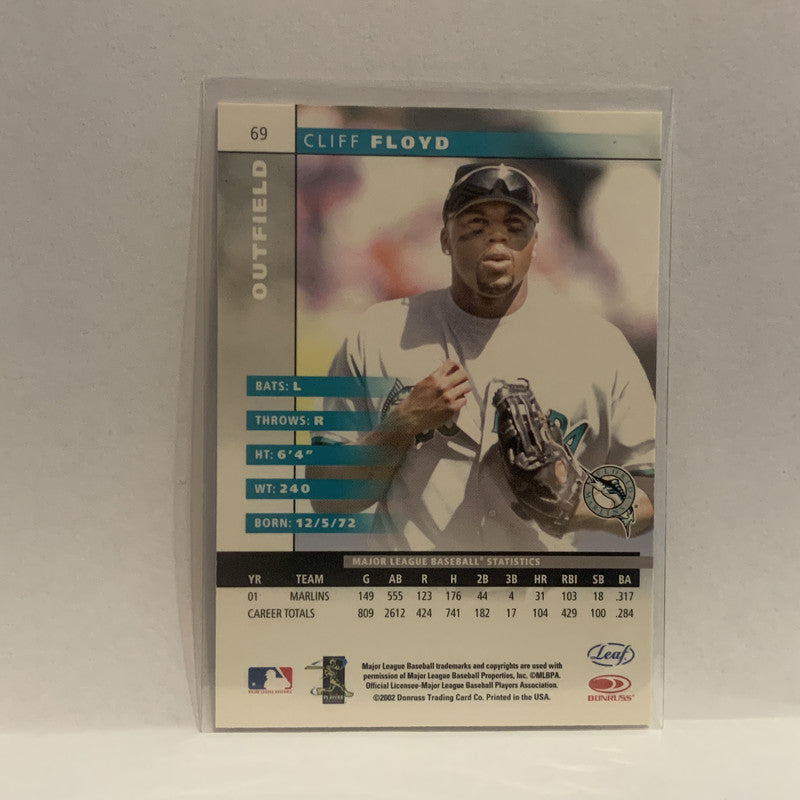 69
CLIFF FLOYD
OUTFIELD
BATS: L
THROWS: R
HT: 6'4"
WT: 240
BORN: 12/5/72
MAJOR LEAGUE BASEBALL® STATISTICS
YR TEAM G AB R H 2B 3B HR RBI SB BA
01 MARLINS 149 555 123 176 44 4 31 103 18 .317
CAREER TOTALS 809 2612 424 741 182 17 104 429 100 .284
Leaf
Major League Baseball trademarks and copyrights are used with
permission of Major League Baseball Properties, Inc. ©MLBPA.
Official Licensee-Major League Baseball Players Association.
©2002 Donruss Trading Card Co. Printed in the USA.
MAJOR LEAGUE BASEBALL
DONRUSS®